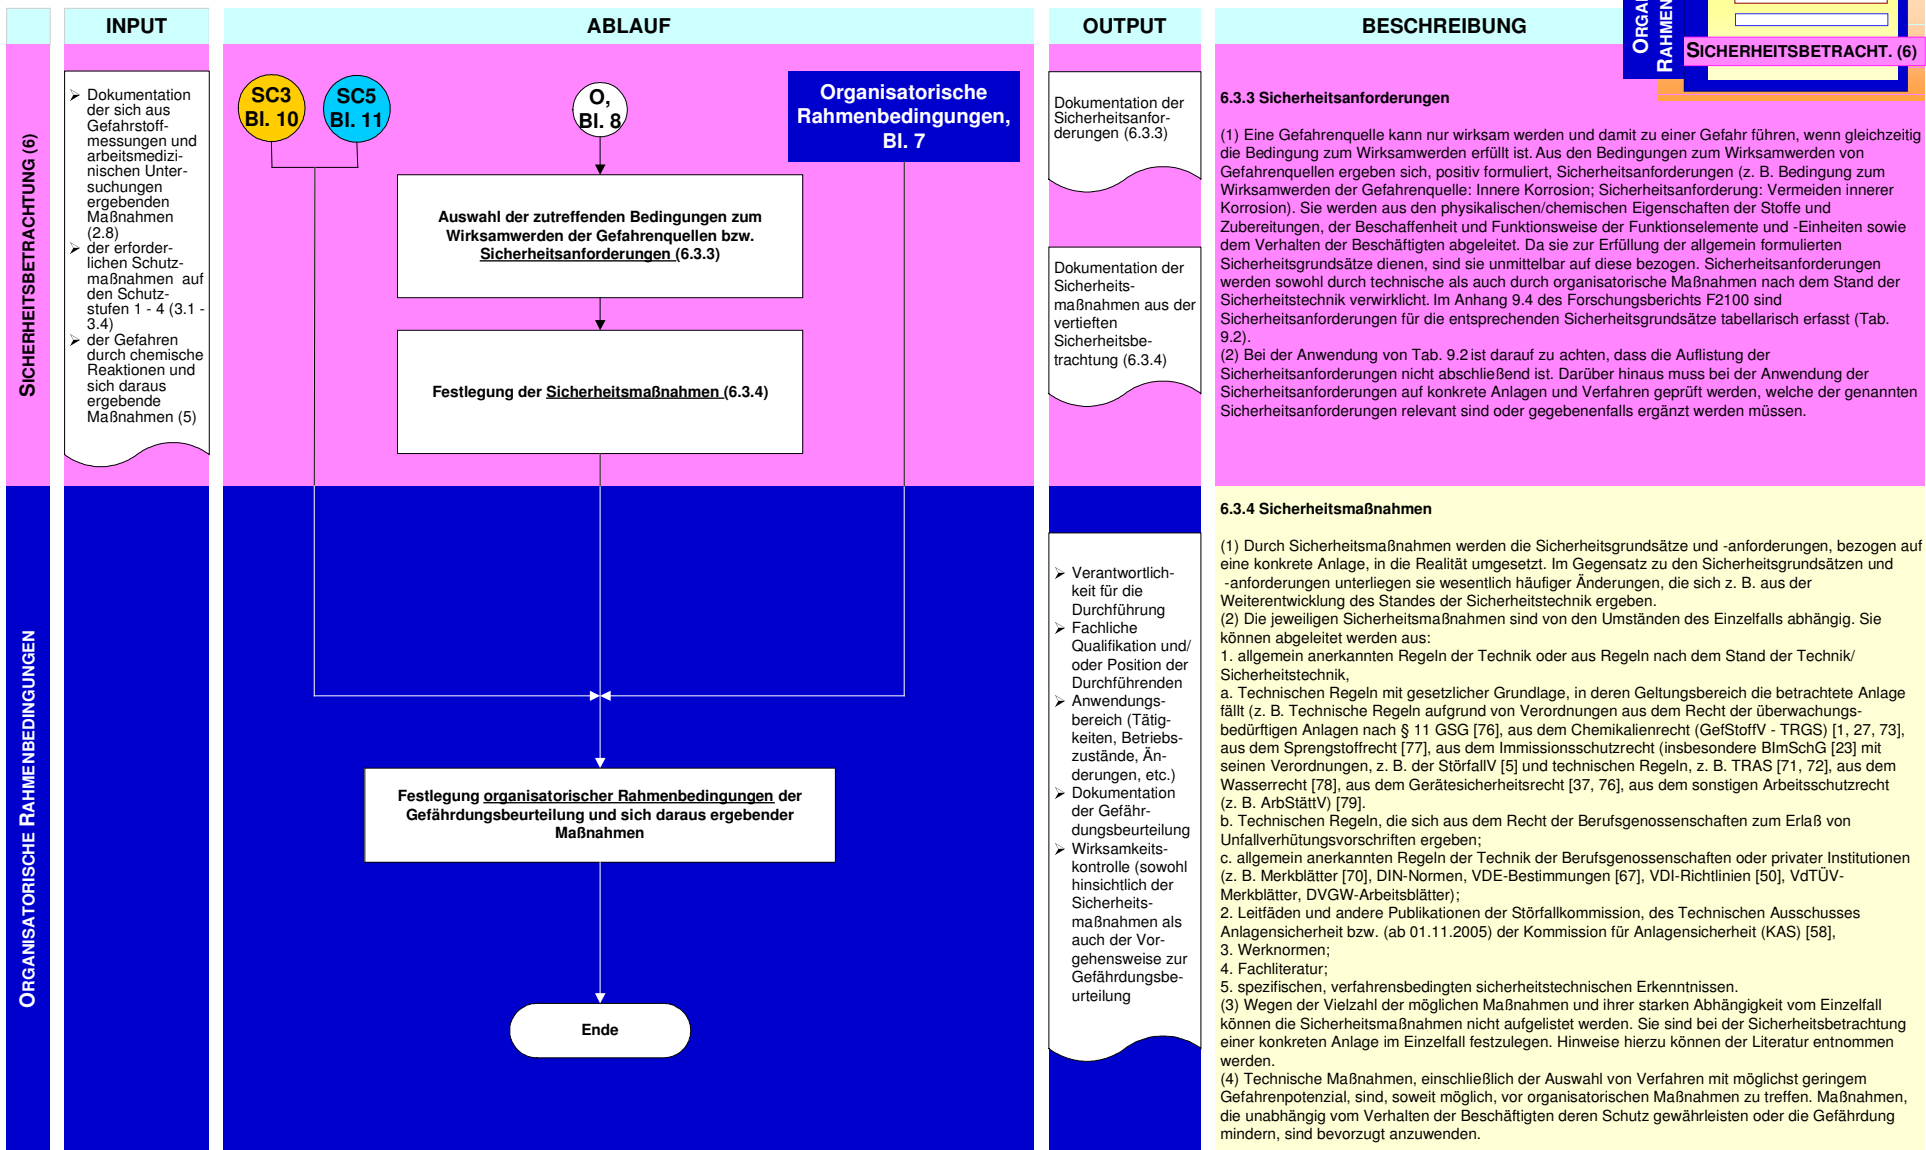 INPUT
ABLAUF
OUTPUT
BESCHREIBUNG
ORGA
RAHMEN
SICHERHEITSBETRACHT. (6)
SICHERHEITSBETRACHTUNG (6)
➢ Dokumentation
der sich aus
Gefahrstoff-
messungen und
arbeitsmedizi-
nischen Unter-
suchungen
ergebenden
Maßnahmen
(2.8)
➢ der erforder-
lichen Schutz-
maßnahmen auf
den Schutz-
stufen 1 - 4 (3.1 -
3.4)
➢ der Gefahren
durch chemische
Reaktionen und
sich daraus
ergebende
Maßnahmen (5)
SC3
Bl. 10
SC5
Bl. 11
O,
Bl. 8
Organisatorische
Rahmenbedingungen,
Bl. 7
Auswahl der zutreffenden Bedingungen zum
Wirksamwerden der Gefahrenquellen bzw.
Sicherheitsanforderungen (6.3.3)
Festlegung der Sicherheitsmaßnahmen (6.3.4)
Dokumentation der
Sicherheitsanfor-
derungen (6.3.3)
Dokumentation der
Sicherheits-
maßnahmen aus der
vertieften
Sicherheitsbe-
trachtung (6.3.4)
6.3.3 Sicherheitsanforderungen
(1) Eine Gefahrenquelle kann nur wirksam werden und damit zu einer Gefahr führen, wenn gleichzeitig
die Bedingung zum Wirksamwerden erfüllt ist. Aus den Bedingungen zum Wirksamwerden von
Gefahrenquellen ergeben sich, positiv formuliert, Sicherheitsanforderungen (z. B. Bedingung zum
Wirksamwerden der Gefahrenquelle: Innere Korrosion; Sicherheitsanforderung: Vermeiden innerer
Korrosion). Sie werden aus den physikalischen/chemischen Eigenschaften der Stoffe und
Zubereitungen, der Beschaffenheit und Funktionsweise der Funktionselemente und -Einheiten sowie
dem Verhalten der Beschäftigten abgeleitet. Da sie zur Erfüllung der allgemein formulierten
Sicherheitsgrundsätze dienen, sind sie unmittelbar auf diese bezogen. Sicherheitsanforderungen
werden sowohl durch technische als auch durch organisatorische Maßnahmen nach dem Stand der
Sicherheitstechnik verwirklicht. Im Anhang 9.4 des Forschungsberichts F2100 sind
Sicherheitsanforderungen für die entsprechenden Sicherheitsgrundsätze tabellarisch erfasst (Tab.
9.2).
(2) Bei der Anwendung von Tab. 9.2 ist darauf zu achten, dass die Auflistung der
Sicherheitsanforderungen nicht abschließend ist. Darüber hinaus muss bei der Anwendung der
Sicherheitsanforderungen auf konkrete Anlagen und Verfahren geprüft werden, welche der genannten
Sicherheitsanforderungen relevant sind oder gegebenenfalls ergänzt werden müssen.
ORGANISATORISCHE RAHMENBEDINGUNGEN
Festlegung organisatorischer Rahmenbedingungen der
Gefährdungsbeurteilung und sich daraus ergebender
Maßnahmen
Ende
➢ Verantwortlich-
keit für die
Durchführung
➢ Fachliche
Qualifikation und/
oder Position der
Durchführenden
➢ Anwendungs-
bereich (Tätig-
keiten, Betriebs-
zustände, Än-
derungen, etc.)
➢ Dokumentation
der Gefähr-
dungsbeurteilung
➢ Wirksamkeits-
kontrolle (sowohl
hinsichtlich der
Sicherheits-
maßnahmen als
auch der Vor-
gehensweise zur
Gefährdungsbe-
urteilung
6.3.4 Sicherheitsmaßnahmen
(1) Durch Sicherheitsmaßnahmen werden die Sicherheitsgrundsätze und -anforderungen, bezogen auf
eine konkrete Anlage, in die Realität umgesetzt. Im Gegensatz zu den Sicherheitsgrundsätzen und
-anforderungen unterliegen sie wesentlich häufiger Änderungen, die sich z. B. aus der
Weiterentwicklung des Standes der Sicherheitstechnik ergeben.
(2) Die jeweiligen Sicherheitsmaßnahmen sind von den Umständen des Einzelfalls abhängig. Sie
können abgeleitet werden aus:
1. allgemein anerkannten Regeln der Technik oder aus Regeln nach dem Stand der Technik/
Sicherheitstechnik,
a. Technischen Regeln mit gesetzlicher Grundlage, in deren Geltungsbereich die betrachtete Anlage
fällt (z. B. Technische Regeln aufgrund von Verordnungen aus dem Recht der überwachungs-
bedürftigen Anlagen nach § 11 GSG [76], aus dem Chemikalienrecht (GefStoffV - TRGS) [1, 27, 73],
aus dem Sprengstoffrecht [77], aus dem Immissionsschutzrecht (insbesondere BImSchG [23] mit
seinen Verordnungen, z. B. der StörfallV [5] und technischen Regeln, z. B. TRAS [71, 72], aus dem
Wasserrecht [78], aus dem Gerätesicherheitsrecht [37, 76], aus dem sonstigen Arbeitsschutzrecht
(z. B. ArbStättV) [79].
b. Technischen Regeln, die sich aus dem Recht der Berufsgenossenschaften zum Erlaß von
Unfallverhütungsvorschriften ergeben;
c. allgemein anerkannten Regeln der Technik der Berufsgenossenschaften oder privater Institutionen
(z. B. Merkblätter [70], DIN-Normen, VDE-Bestimmungen [67], VDI-Richtlinien [50], VdTÜV-
Merkblätter, DVGW-Arbeitsblätter);
2. Leitfäden und andere Publikationen der Störfallkommission, des Technischen Ausschusses
Anlagensicherheit bzw. (ab 01.11.2005) der Kommission für Anlagensicherheit (KAS) [58],
3. Werknormen;
4. Fachliteratur;
5. spezifischen, verfahrensbedingten sicherheitstechnischen Erkenntnissen.
(3) Wegen der Vielzahl der möglichen Maßnahmen und ihrer starken Abhängigkeit vom Einzelfall
können die Sicherheitsmaßnahmen nicht aufgelistet werden. Sie sind bei der Sicherheitsbetrachtung
einer konkreten Anlage im Einzelfall festzulegen. Hinweise hierzu können der Literatur entnommen
werden.
(4) Technische Maßnahmen, einschließlich der Auswahl von Verfahren mit möglichst geringem
Gefahrenpotenzial, sind, soweit möglich, vor organisatorischen Maßnahmen zu treffen. Maßnahmen,
die unabhängig vom Verhalten der Beschäftigten deren Schutz gewährleisten oder die Gefährdung
mindern, sind bevorzugt anzuwenden.